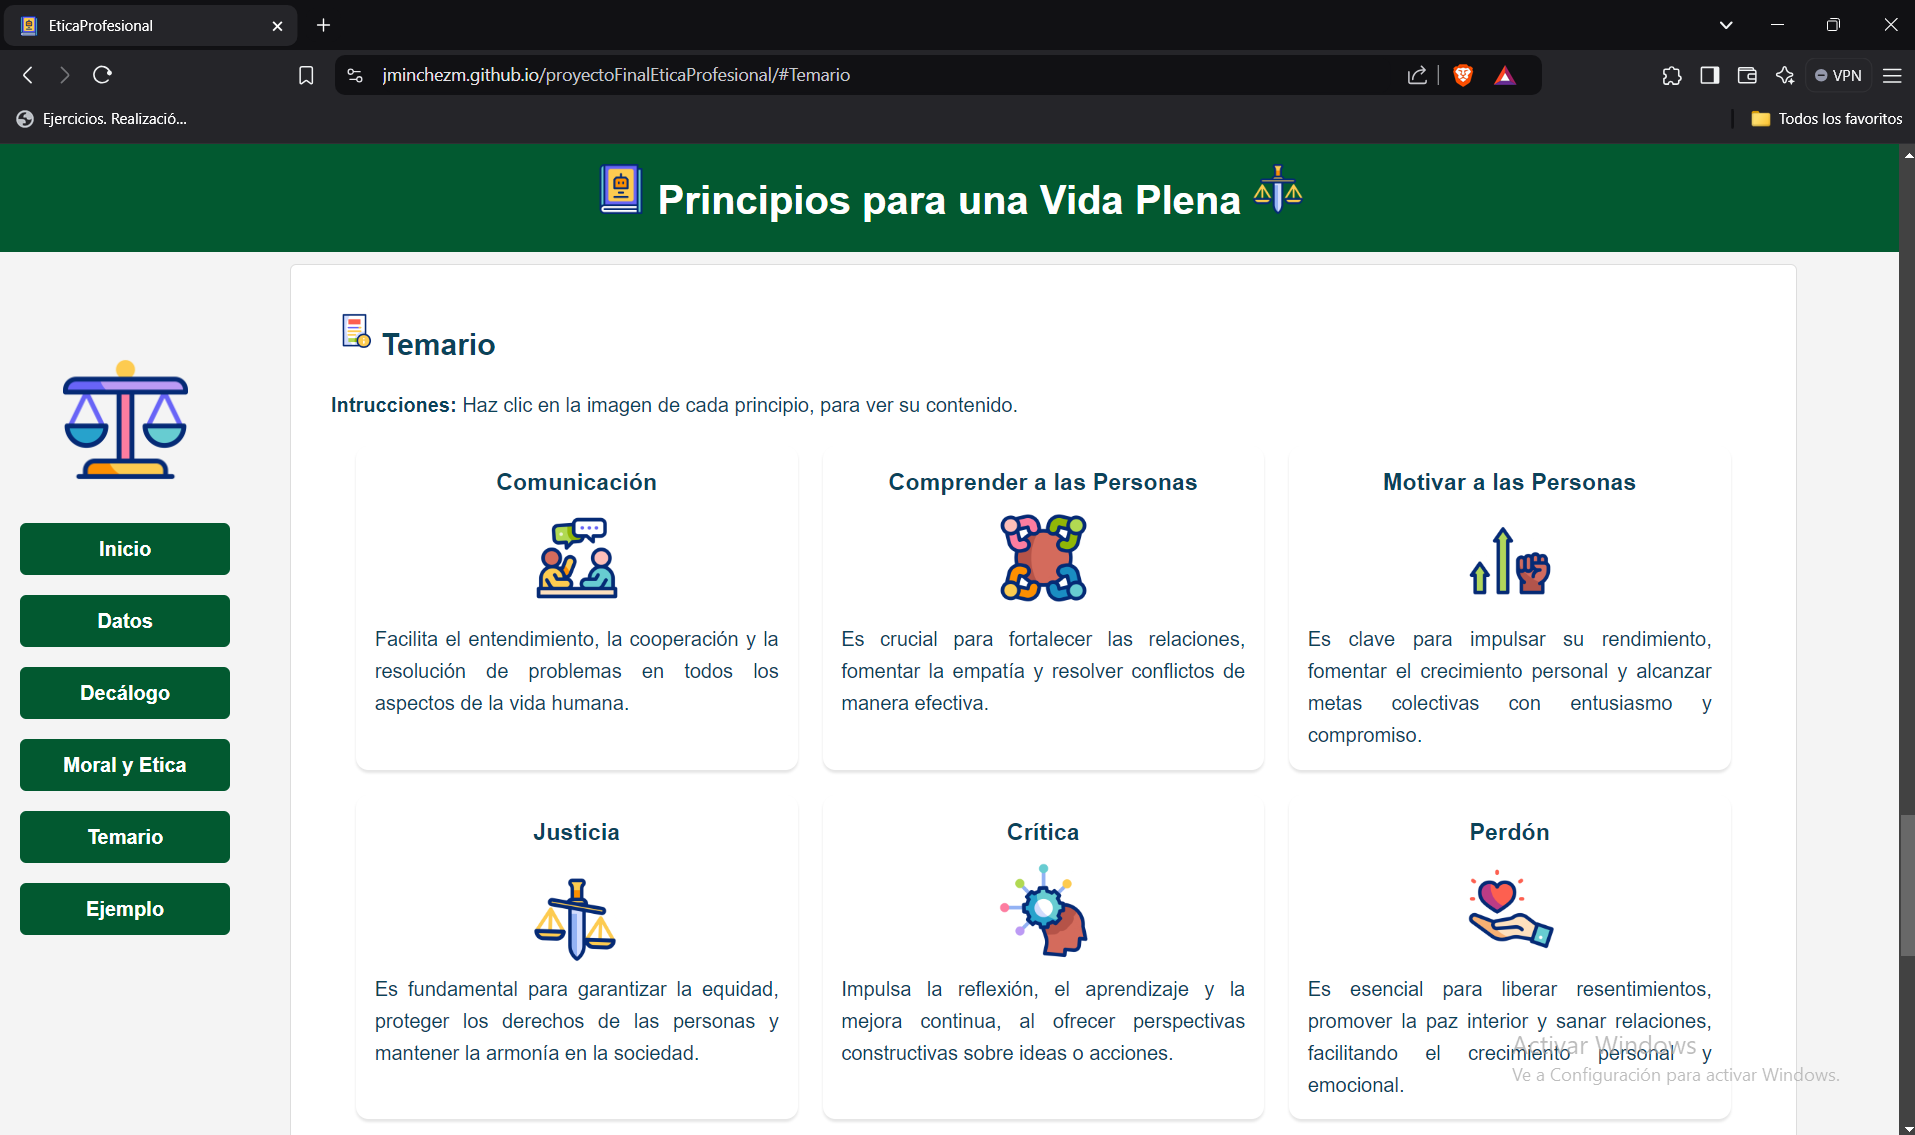 EticaProfesional
jminchezm.github.io/proyectoFinalEticaProfesional/#Temario
VPN
Ejercicios. Realizació...
Todos los favoritos
Principios para una Vida Plena
Inicio
Datos
Decálogo
Moral y Etica
Temario
Ejemplo
Temario
Intrucciones: Haz clic en la imagen de cada principio, para ver su contenido.
Comunicación
Facilita el entendimiento, la cooperación y la
resolución de problemas en todos los
aspectos de la vida humana.
Comprender a las Personas
Es crucial para fortalecer las relaciones,
fomentar la empatía y resolver conflictos de
manera efectiva.
Motivar a las Personas
Es clave para impulsar su rendimiento,
fomentar el crecimiento personal y alcanzar
metas colectivas con entusiasmo y
compromiso.
Justicia
Es fundamental para garantizar la equidad,
proteger los derechos de las personas y
mantener la armonía en la sociedad.
Crítica
Impulsa la reflexión, el aprendizaje y la
mejora continua, al ofrecer perspectivas
constructivas sobre ideas o acciones.
Perdón
Es esencial para liberar resentimientos,
promover la paz interior y sanar relaciones,
facilitando el crecimiento personal y
emocional.
Activar Windows
Ve a Configuración para activar Windows.